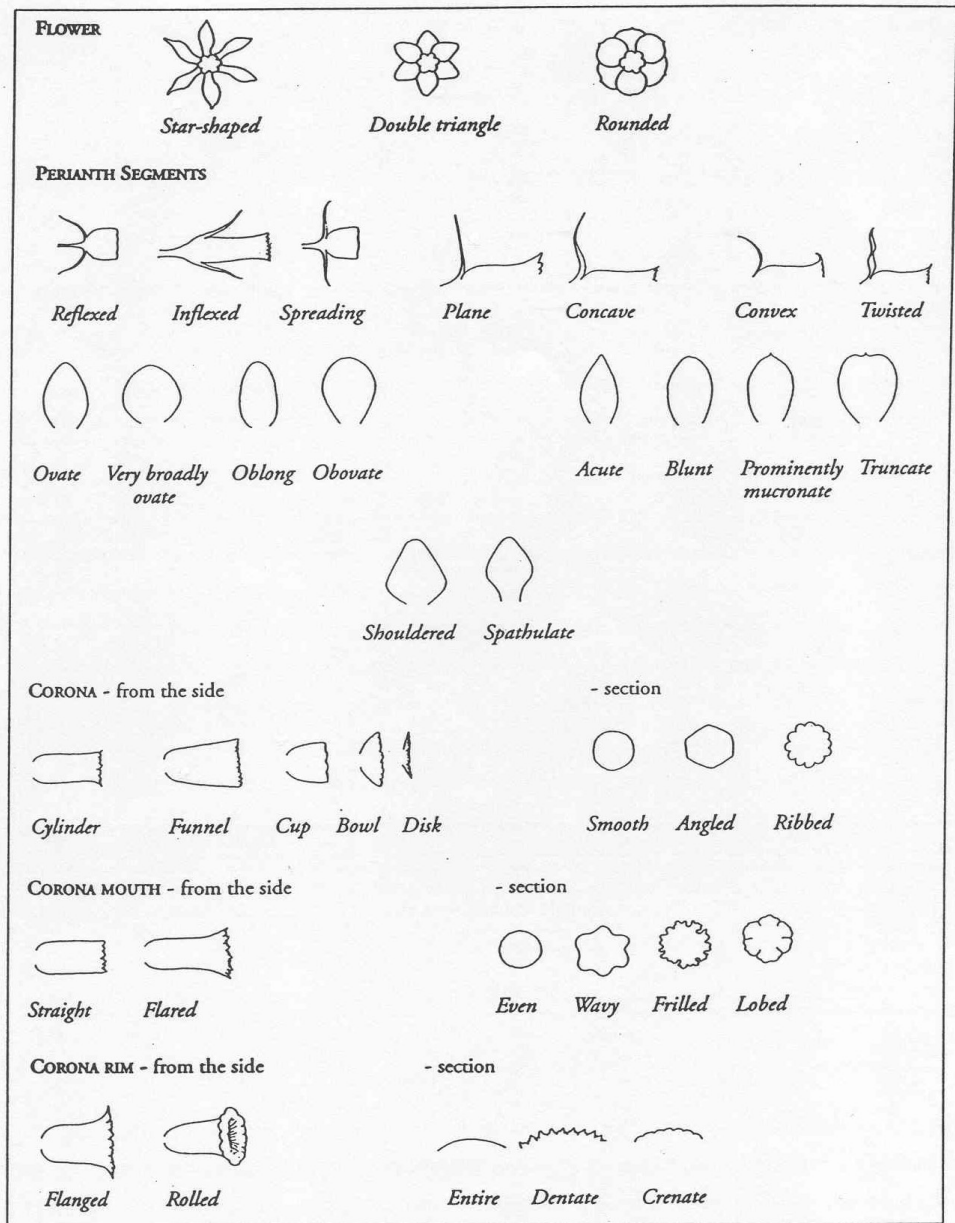 FLOWER
Star-shaped Double triangle Rounded
PERIANTH SEGMENTS
Reflexed Inflexed Spreading Plane Concave Convex Twisted
Ovate Very broadly ovate Oblong Obovate Acute Blunt Prominently mucronate Truncate
Shouldered Spathulate
CORONA - from the side - section
Cylinder Funnel Cup Bowl Disk Smooth Angled Ribbed
CORONA MOUTH - from the side - section
Straight Flared Even Wavy Frilled Lobed
CORONA RIM - from the side - section
Flanged Rolled Entire Dentate Crenate